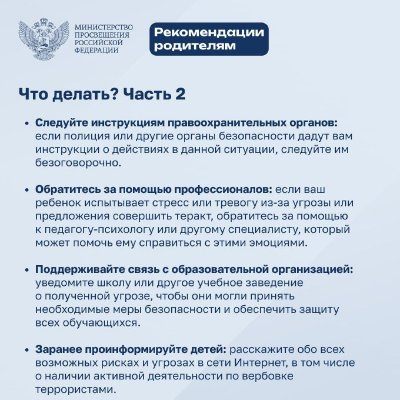 МИНИСТЕРСТВО
ПРОСВЕЩЕНИЯ
РОССИЙСКОЙ
ФЕДЕРАЦИИ
Рекомендации
родителям
Что делать? Часть 2
• Следуйте инструкциям правоохранительных органов:
если полиция или другие органы безопасности дадут вам
инструкции о действиях в данной ситуации, следуйте им
безоговорочно.
• Обратитесь за помощью профессионалов: если ваш
ребенок испытывает стресс или тревогу из-за угрозы или
предложения совершить теракт, обратитесь за помощью
к педагогу-психологу или другому специалисту, который
может помочь ему справиться с этими эмоциями.
• Поддерживайте связь с образовательной организацией:
уведомите школу или другое учебное заведение
о полученной угрозе, чтобы они могли принять
необходимые меры безопасности и обеспечить защиту
всех обучающихся.
• Заранее проинформируйте детей: расскажите обо всех
возможных рисках и угрозах в сети Интернет, в том числе
о наличии активной деятельности по вербовке
террористами.